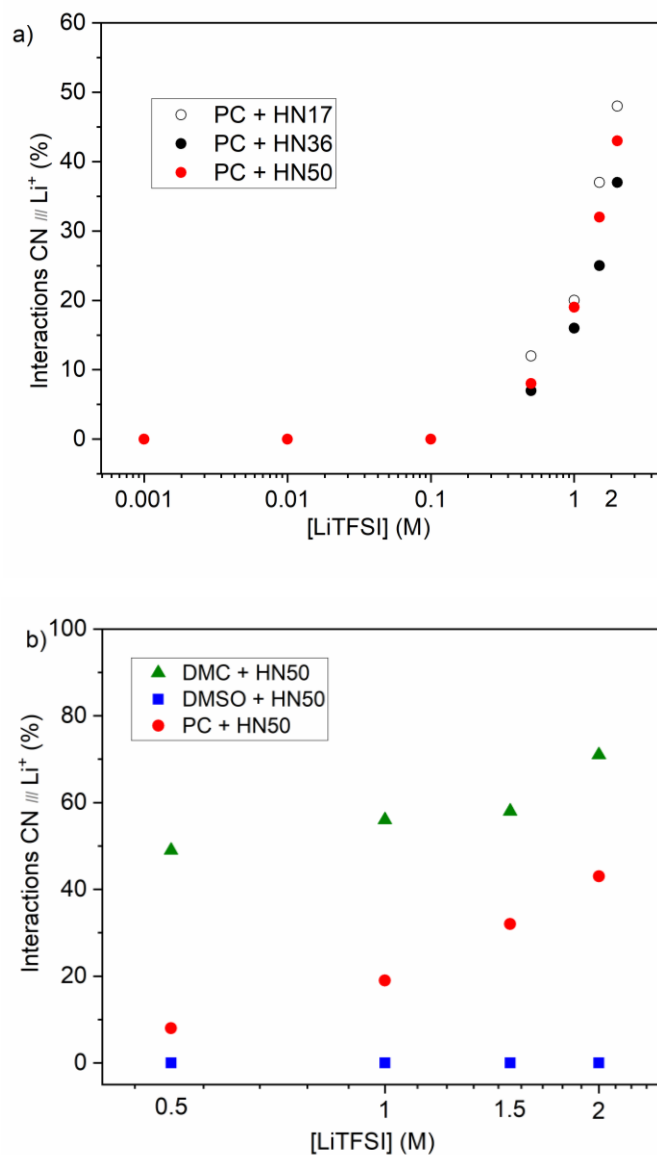 a)
60
50
40
30
20
10
0
Interactions CN /// Li⁺ (%)
PC + HN17
PC + HN36
PC + HN50
0.001 0.01 0.1 1 2
[LiTFSI] (M)
b)
100
80
60
40
20
0
Interactions CN /// Li⁺ (%)
DMC + HN50
DMSO + HN50
PC + HN50
0.5 1 1.5 2
[LiTFSI] (M)